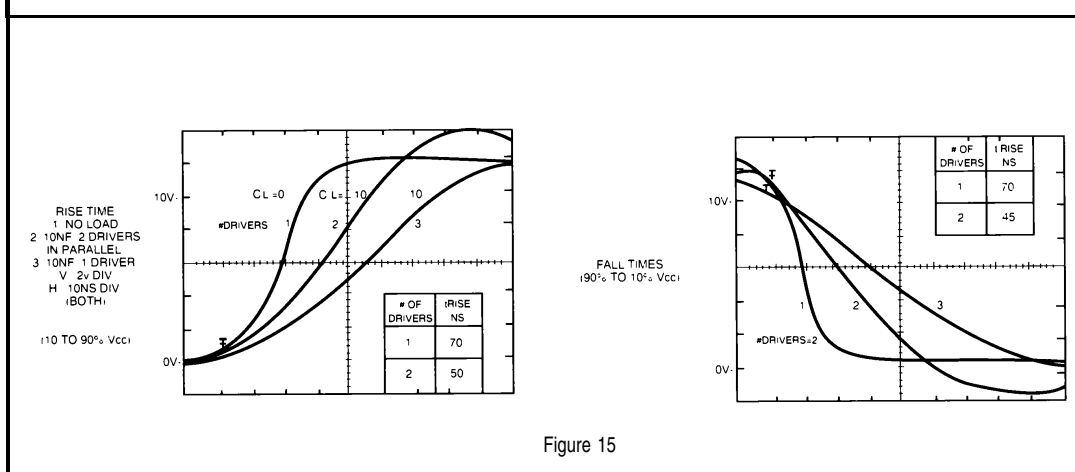 RISE TIME
1 NO LOAD
2 10NF 2 DRIVERS
IN PARALLEL
3 10NF 1 DRIVER
V 2v DIV
H 10NS DIV
(BOTH)
(10 TO 90% Vcc)
10V-
0V-
CL=0
CL= 10
10
#DRIVERS
1
2
3
# OF DRIVERS tRISE NS
1 70
2 50
FALL TIMES
(90% TO 10% Vcc)
10V-
0V-
# OF DRIVERS t RISE NS
1 70
2 45
1
2
3
#DRIVERS=2
Figure 15